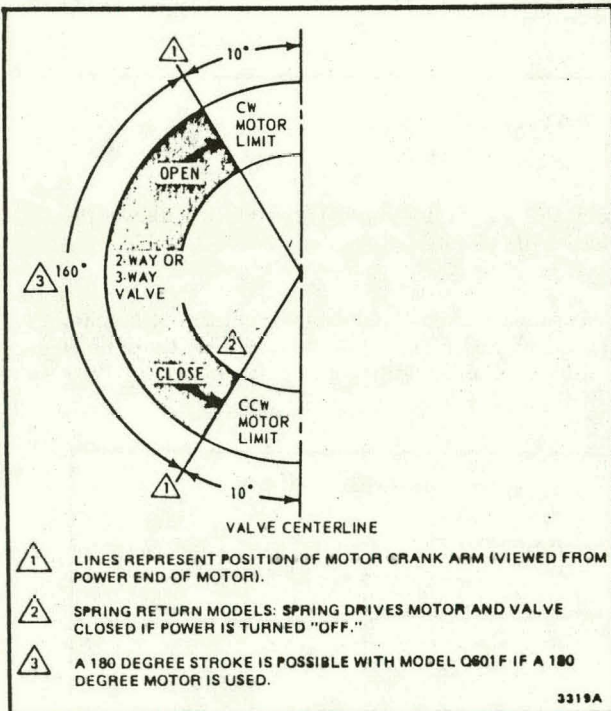 1
10°
CW
MOTOR
LIMIT
OPEN
2-WAY OR
3-WAY
VALVE
3
160°
2
CLOSE
CCW
MOTOR
LIMIT
1
10°
VALVE CENTERLINE
1 LINES REPRESENT POSITION OF MOTOR CRANK ARM (VIEWED FROM
POWER END OF MOTOR).
2 SPRING RETURN MODELS: SPRING DRIVES MOTOR AND VALVE
CLOSED IF POWER IS TURNED "OFF."
3 A 180 DEGREE STROKE IS POSSIBLE WITH MODEL Q601F IF A 180
DEGREE MOTOR IS USED.
3319A